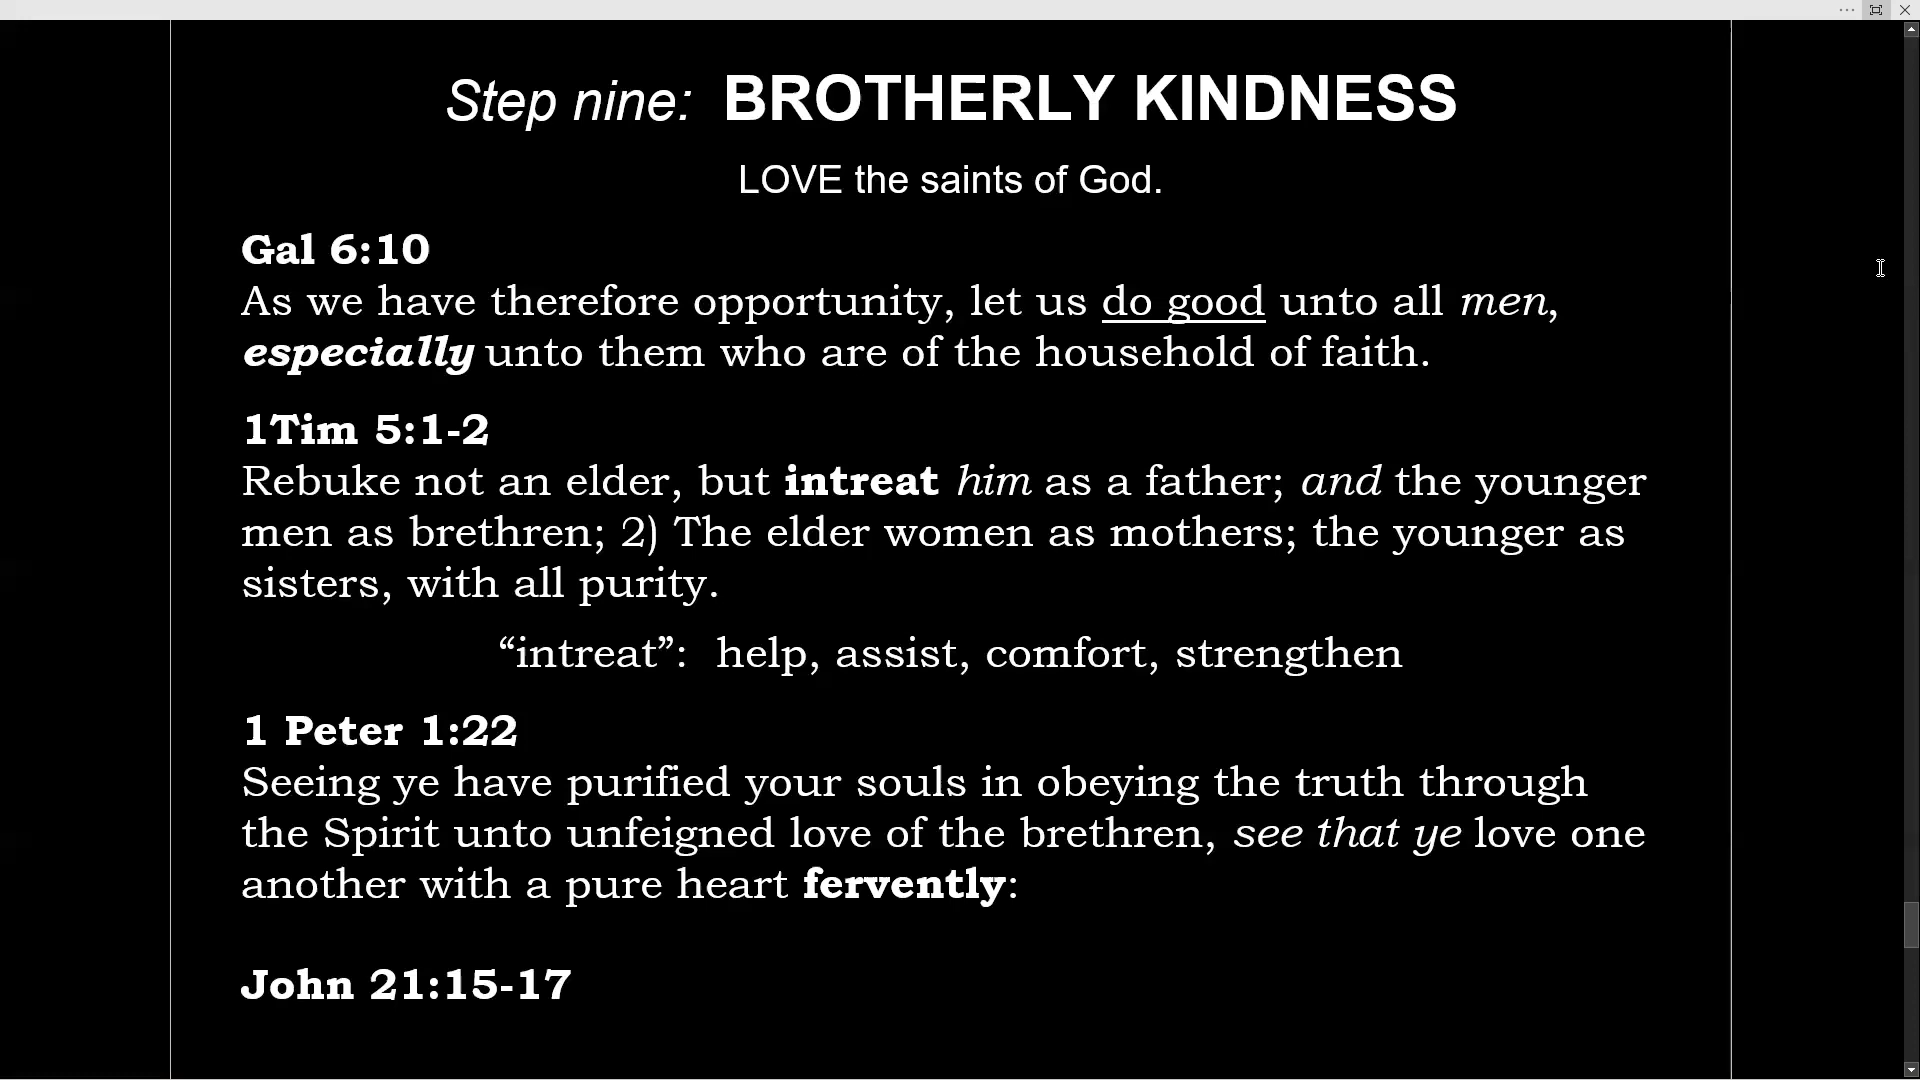 Step nine: BROTHERLY KINDNESS
LOVE the saints of God.
Gal 6:10
As we have therefore opportunity, let us do good unto all men,
especially unto them who are of the household of faith.
1Tim 5:1-2
Rebuke not an elder, but intreat him as a father; and the younger
men as brethren; 2) The elder women as mothers; the younger as
sisters, with all purity.
“intreat”: help, assist, comfort, strengthen
1 Peter 1:22
Seeing ye have purified your souls in obeying the truth through
the Spirit unto unfeigned love of the brethren, see that ye love one
another with a pure heart fervently:
John 21:15-17